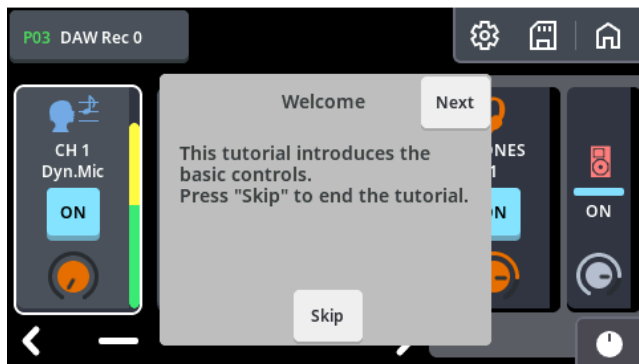 P03 DAW Rec 0
Welcome
Next
CH 1
Dyn.Mic
ON
This tutorial introduces the
basic controls.
Press "Skip" to end the tutorial.
ON
Skip